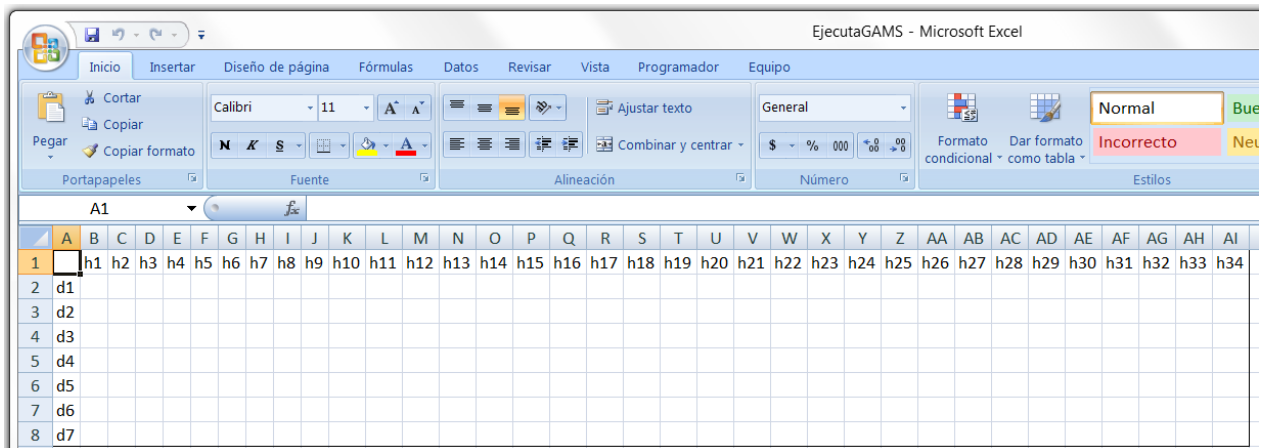 EjecutaGAMS - Microsoft Excel
Inicio Insertar Diseño de página Fórmulas Datos Revisar Vista Programador Equipo
Cortar
Copiar
Copiar formato
Pegar
Portapapeles
Calibri 11 A A
N K S A
Fuente
Ajustar texto
Combinar y centrar
Alineación
General
$ % 000
Número
Formato condicional
Dar formato como tabla
Normal Bue
Incorrecto Neu
Estilos
A1 fx
A B C D E F G H I J K L M N O P Q R S T U V W X Y Z AA AB AC AD AE AF AG AH AI
1 h1 h2 h3 h4 h5 h6 h7 h8 h9 h10 h11 h12 h13 h14 h15 h16 h17 h18 h19 h20 h21 h22 h23 h24 h25 h26 h27 h28 h29 h30 h31 h32 h33 h34
2 d1
3 d2
4 d3
5 d4
6 d5
7 d6
8 d7